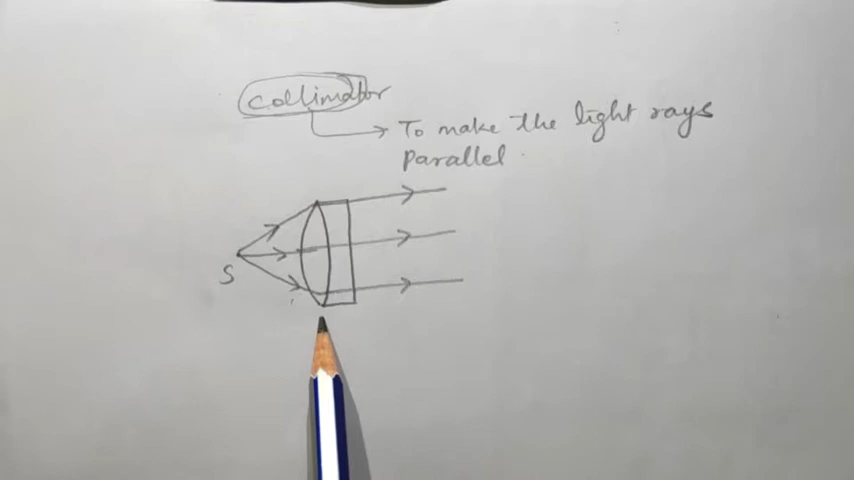 collimator
To make the light rays
parallel.
S